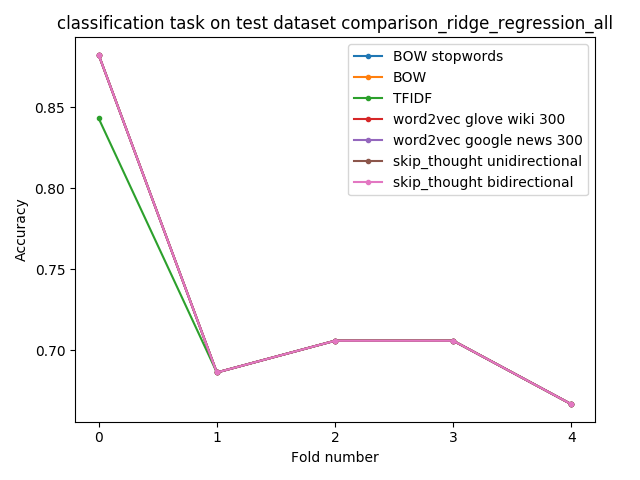 classification task on test dataset comparison_ridge_regression_all
BOW stopwords
BOW
TFIDF
word2vec glove wiki 300
word2vec google news 300
skip_thought unidirectional
skip_thought bidirectional
0.85
0.80
0.75
0.70
Accuracy
0 1 2 3 4
Fold number